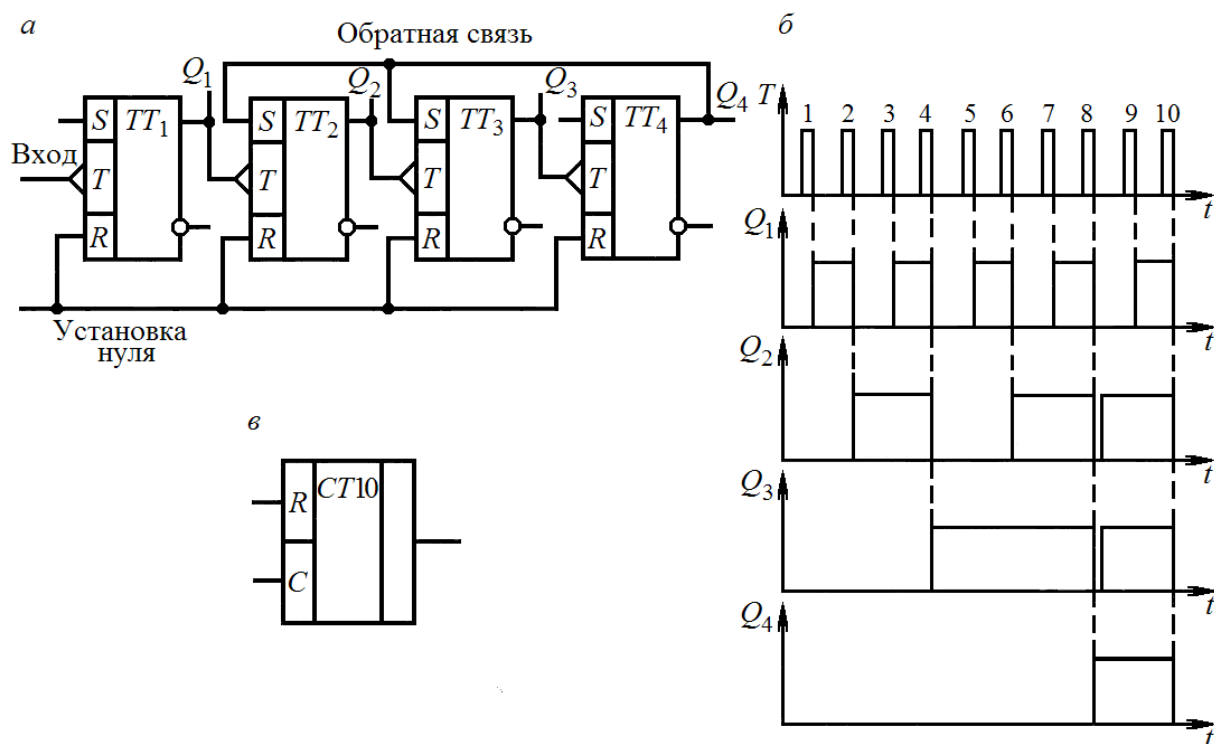 а
Обратная связь
Q1
Q2
Q3
Q4
S TT1
S TT2
S TT3
S TT4
Вход
T
T
T
T
R
R
R
R
Установка
нуля
в
R CT10
C
б
T
1 2 3 4 5 6 7 8 9 10
t
Q1
t
Q2
t
Q3
t
Q4
t